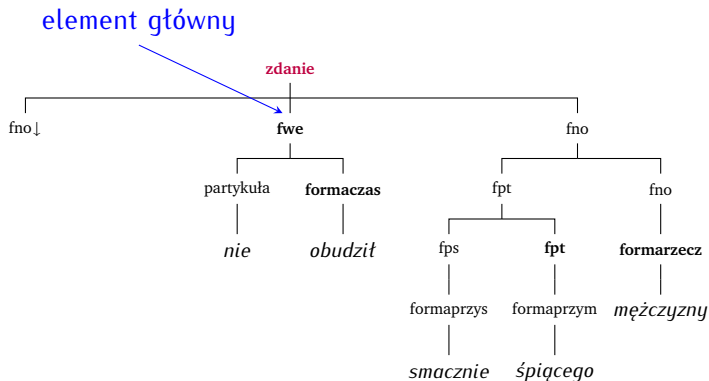 element główny
zdanie
fno↓ fwe fno
partykuła formaczas fpt fno
nie obudził fps fpt formarzecz
formaprzys formaprzym mężczyzny
smacznie śpiącego